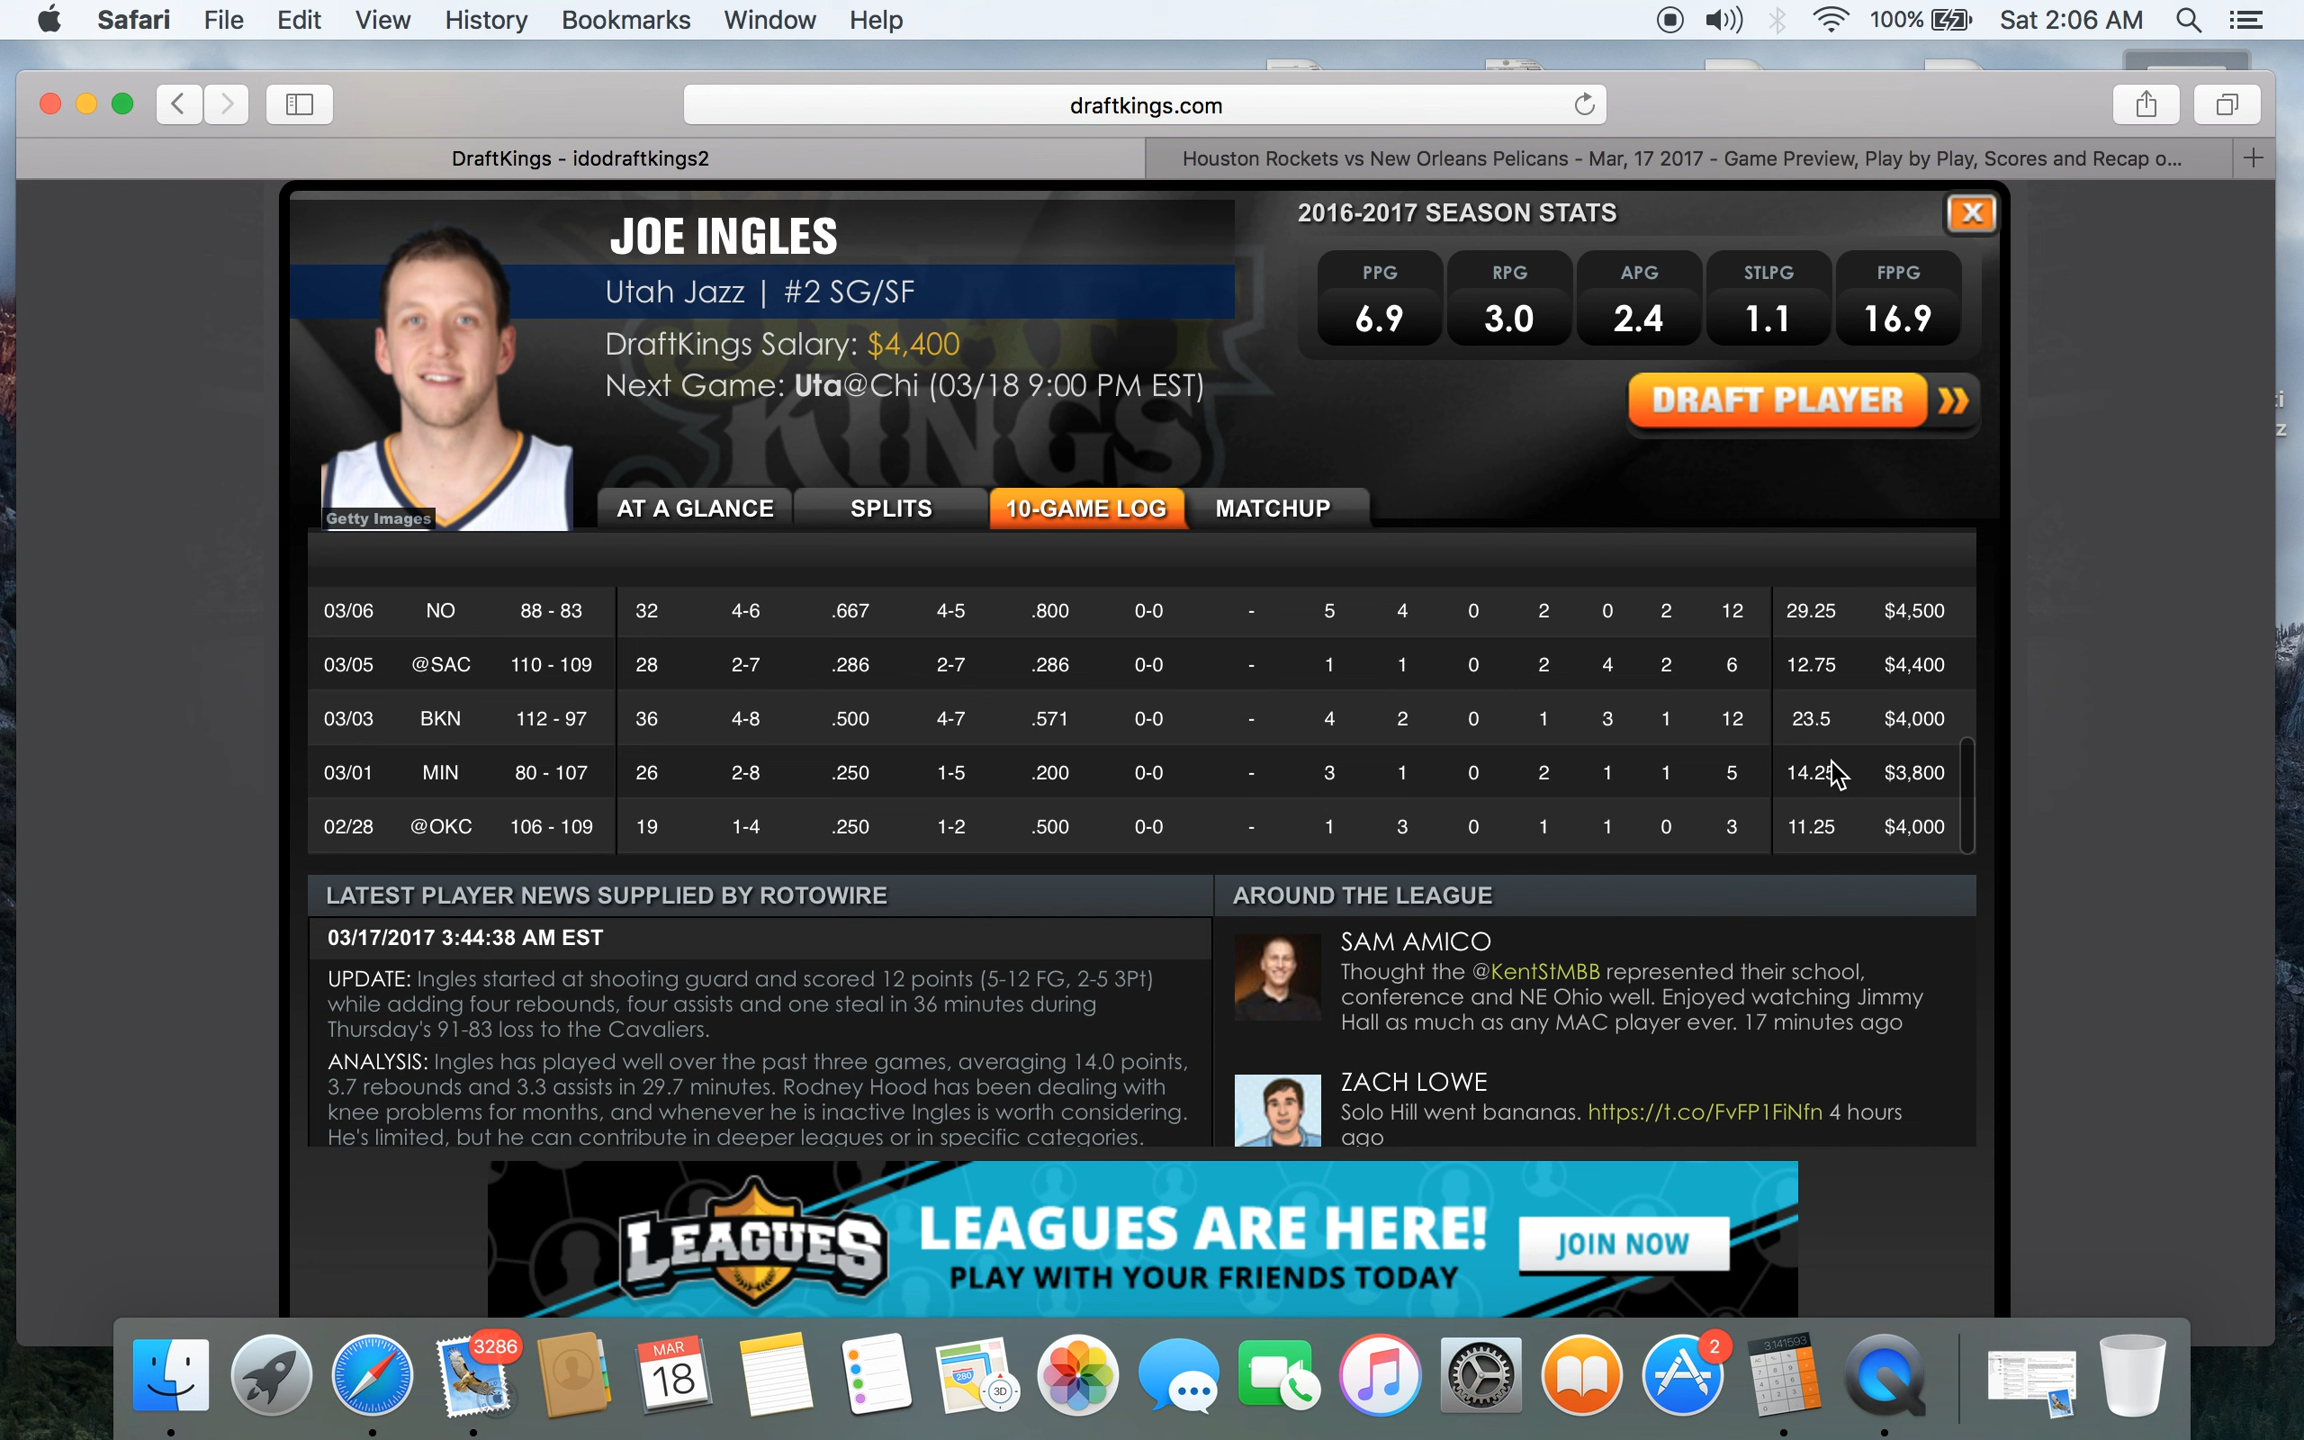 Safari File Edit View History Bookmarks Window Help 100% Sat 2:06 AM
draftkings.com
DraftKings - idodraftkings2 Houston Rockets vs New Orleans Pelicans - Mar, 17 2017 - Game Preview, Play by Play, Scores and Recap o...
JOE INGLES
Utah Jazz | #2 SG/SF
DraftKings Salary: $4,400
Next Game: Uta@Chi (03/18 9:00 PM EST)
KINGS
Getty Images
2016-2017 SEASON STATS
X
PPG RPG APG STLPG FPPG
6.9 3.0 2.4 1.1 16.9
DRAFT PLAYER
AT A GLANCE SPLITS 10-GAME LOG MATCHUP
03/06 NO 88 - 83 32 4-6 .667 4-5 .800 0-0 - 5 4 0 2 0 2 12 29.25 $4,500
03/05 @SAC 110 - 109 28 2-7 .286 2-7 .286 0-0 - 1 1 0 2 4 2 6 12.75 $4,400
03/03 BKN 112 - 97 36 4-8 .500 4-7 .571 0-0 - 4 2 0 1 3 1 12 23.5 $4,000
03/01 MIN 80 - 107 26 2-8 .250 1-5 .200 0-0 - 3 1 0 2 1 1 5 14.25 $3,800
02/28 @OKC 106 - 109 19 1-4 .250 1-2 .500 0-0 - 1 3 0 1 1 0 3 11.25 $4,000
LATEST PLAYER NEWS SUPPLIED BY ROTOWIRE
03/17/2017 3:44:38 AM EST
UPDATE: Ingles started at shooting guard and scored 12 points (5-12 FG, 2-5 3Pt)
while adding four rebounds, four assists and one steal in 36 minutes during
Thursday's 91-83 loss to the Cavaliers.
ANALYSIS: Ingles has played well over the past three games, averaging 14.0 points,
3.7 rebounds and 3.3 assists in 29.7 minutes. Rodney Hood has been dealing with
knee problems for months, and whenever he is inactive Ingles is worth considering.
He's limited, but he can contribute in deeper leagues or in specific categories.
AROUND THE LEAGUE
SAM AMICO
Thought the @KentStMBB represented their school,
conference and NE Ohio well. Enjoyed watching Jimmy
Hall as much as any MAC player ever. 17 minutes ago
ZACH LOWE
Solo Hill went bananas. https://t.co/FvFP1FiNfn 4 hours
ago
LEAGUES
LEAGUES ARE HERE!
PLAY WITH YOUR FRIENDS TODAY
JOIN NOW
3286
MAR
18
280
3D
2
3.141593